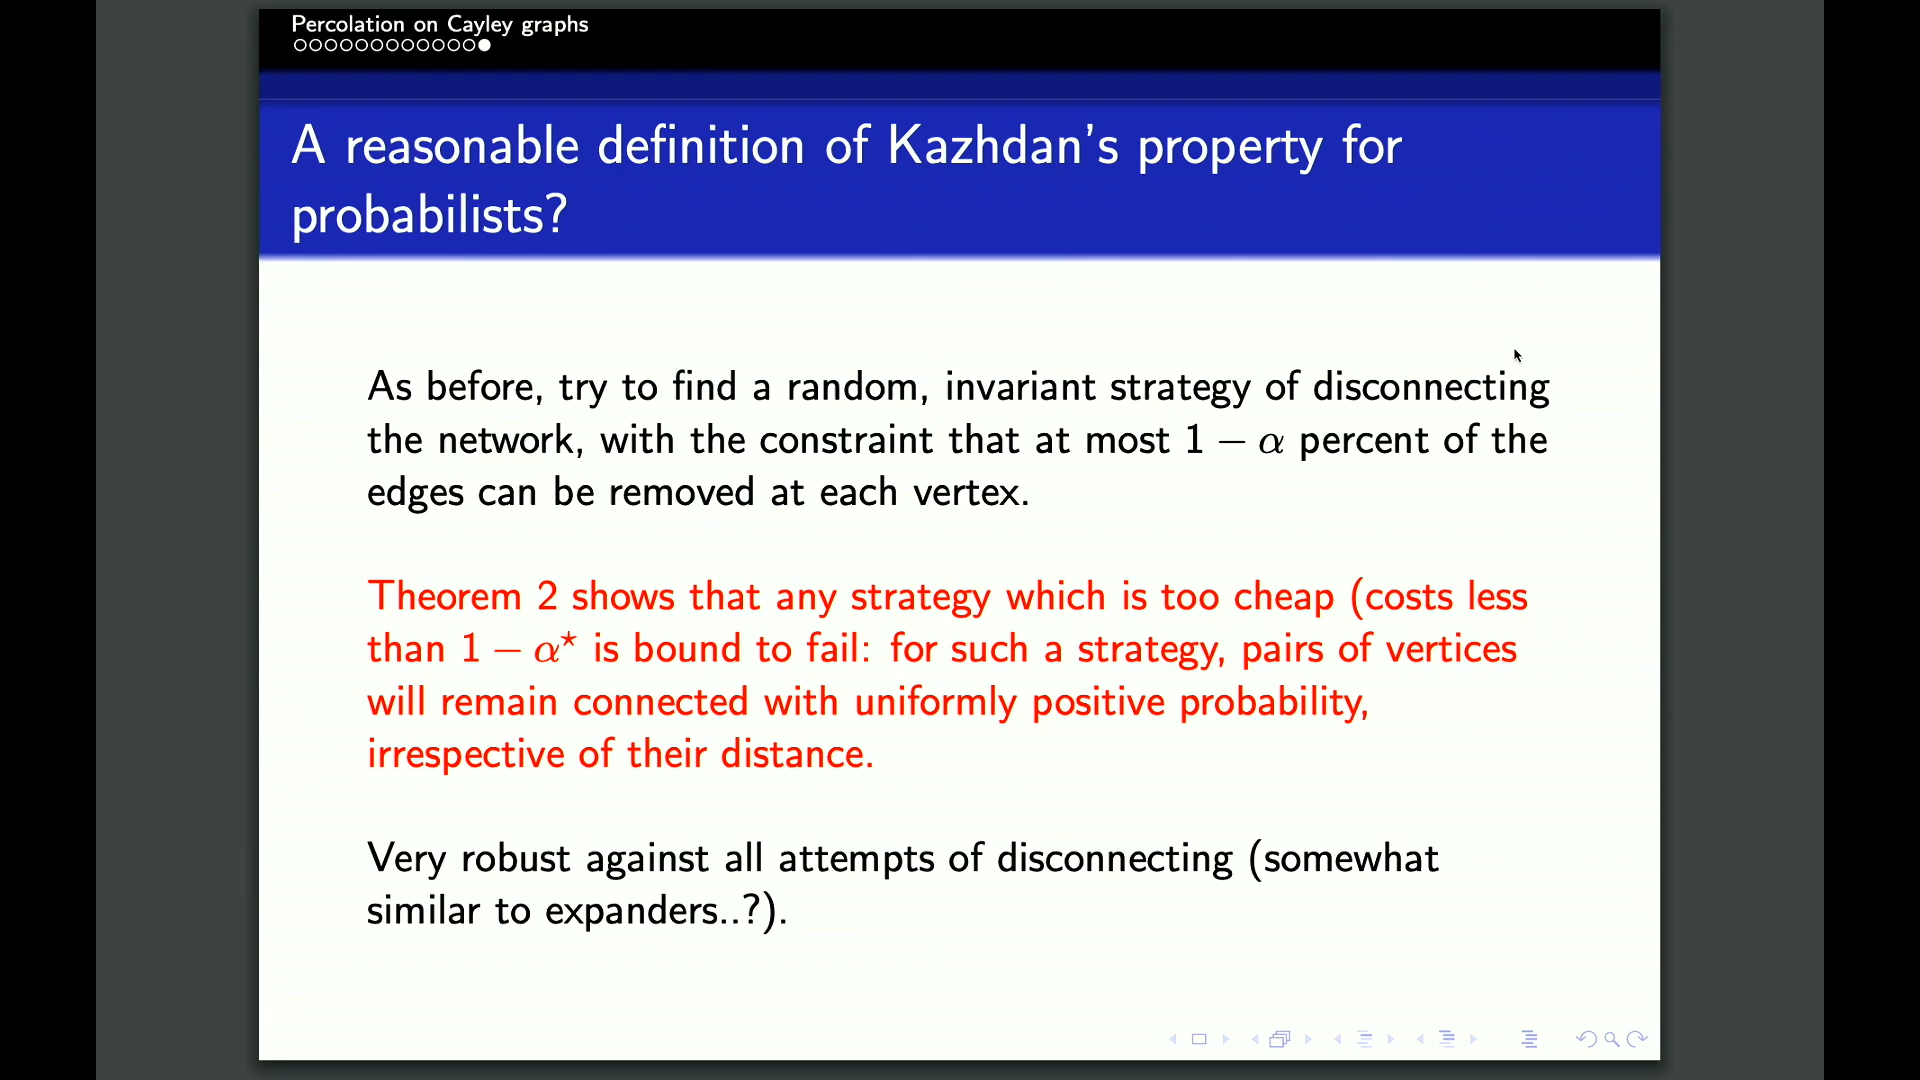 Percolation on Cayley graphs
A reasonable definition of Kazhdan's property for
probabilists?
As before, try to find a random, invariant strategy of disconnecting
the network, with the constraint that at most 1 − α percent of the
edges can be removed at each vertex.
Theorem 2 shows that any strategy which is too cheap (costs less
than 1 − α* is bound to fail: for such a strategy, pairs of vertices
will remain connected with uniformly positive probability,
irrespective of their distance.
Very robust against all attempts of disconnecting (somewhat
similar to expanders..?).